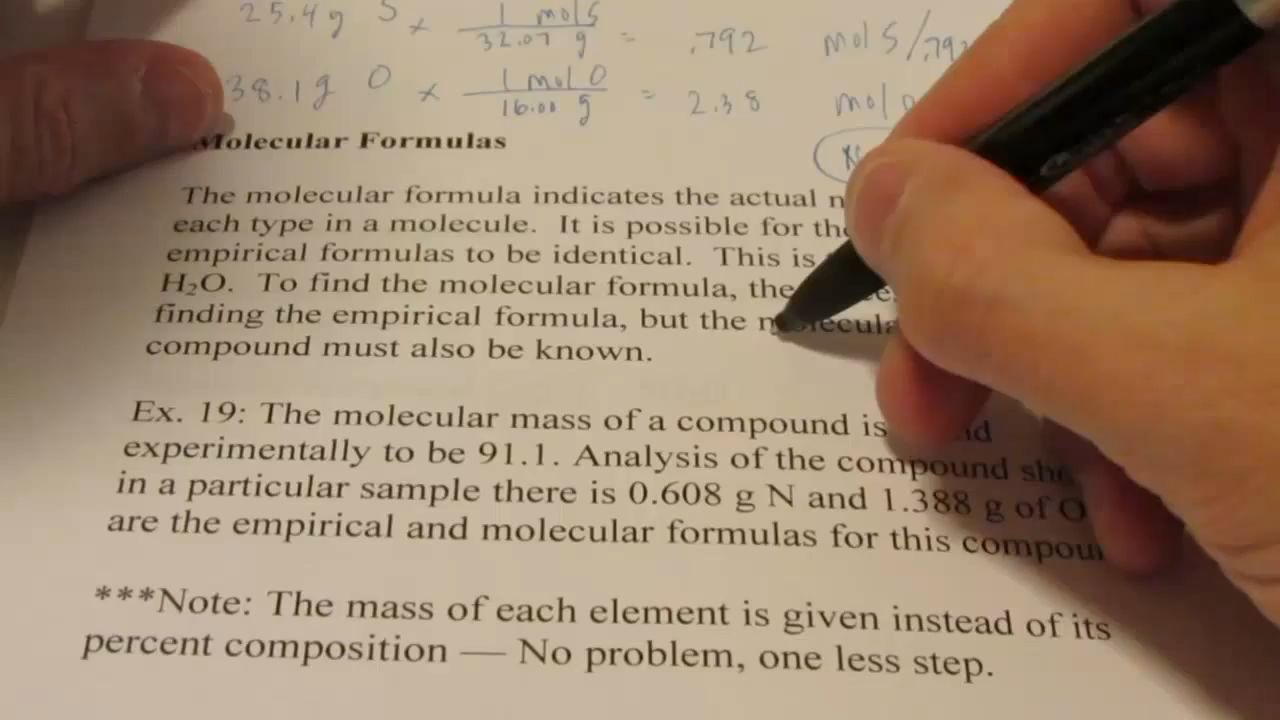 25.4 g S × 1 mol S / 32.07 g = .792 mol S/.792
38.1 g O × 1 mol O / 16.00 g = 2.38 mol
Molecular Formulas
The molecular formula indicates the actual
each type in a molecule. It is possible for the
empirical formulas to be identical. This is
H₂O. To find the molecular formula, the
finding the empirical formula, but the
compound must also be known.
Ex. 19: The molecular mass of a compound is
experimentally to be 91.1. Analysis of the compound
in a particular sample there is 0.608 g N and 1.388 g of O
are the empirical and molecular formulas for this
***Note: The mass of each element is given instead of its
percent composition — No problem, one less step.